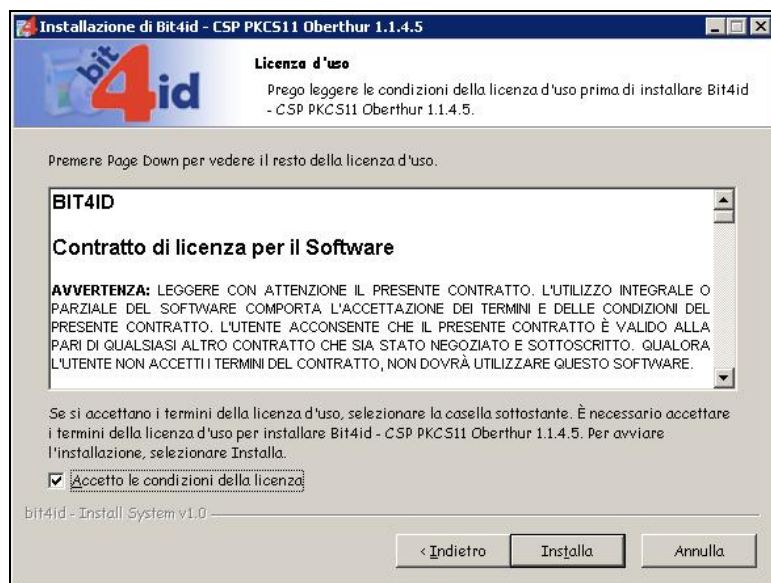 Installazione di Bit4id - CSP PKCS11 Oberthur 1.1.4.5
bit
4id
Licenza d'uso
Prego leggere le condizioni della licenza d'uso prima di installare Bit4id
- CSP PKCS11 Oberthur 1.1.4.5.
Premere Page Down per vedere il resto della licenza d'uso.
BIT4ID
Contratto di licenza per il Software
AVVERTENZA: LEGGERE CON ATTENZIONE IL PRESENTE CONTRATTO. L'UTILIZZO INTEGRALE O
PARZIALE DEL SOFTWARE COMPORTA L'ACCETTAZIONE DEI TERMINI E DELLE CONDIZIONI DEL
PRESENTE CONTRATTO. L'UTENTE ACCONSENTE CHE IL PRESENTE CONTRATTO È VALIDO ALLA
PARI DI QUALSIASI ALTRO CONTRATTO CHE SIA STATO NEGOZIATO E SOTTOSCRITTO. QUALORA
L'UTENTE NON ACCETTI I TERMINI DEL CONTRATTO, NON DOVRÀ UTILIZZARE QUESTO SOFTWARE.
Se si accettano i termini della licenza d'uso, selezionare la casella sottostante. È necessario accettare
i termini della licenza d'uso per installare Bit4id - CSP PKCS11 Oberthur 1.1.4.5. Per avviare
l'installazione, selezionare Installa.
Accetto le condizioni della licenza
bit4id - Install System v1.0
< Indietro
Installa
Annulla